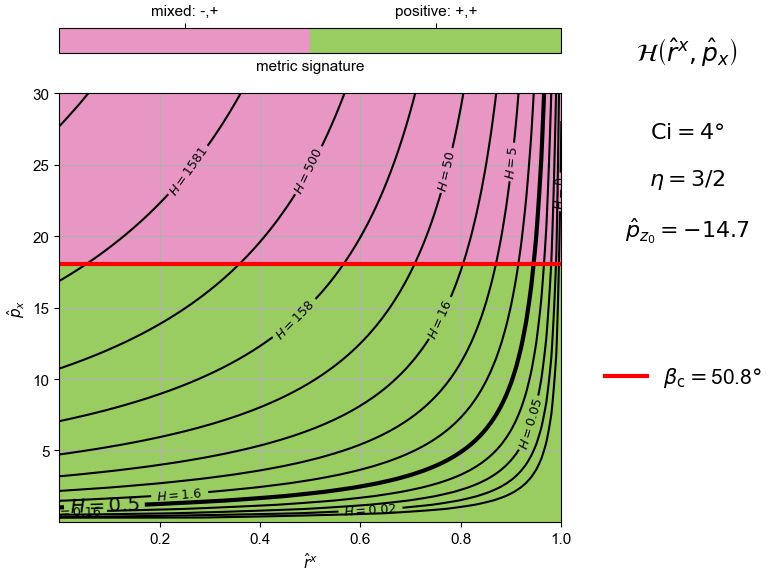 mixed: -,+ positive: +,+
metric signature
ℋ(r̂ˣ, p̂ₓ)
Ci = 4°
η = 3/2
p̂_z₀ = −14.7
β_c = 50.8°
30
25
20
15
10
5
p̂ₓ
H = 1581
H = 500
H = 50
H = 5
H = 158
H = 16
H = 0.05
H = 1.6
H = 0.5
H = 0.02
0.2 0.4 0.6 0.8 1.0
r̂ˣ